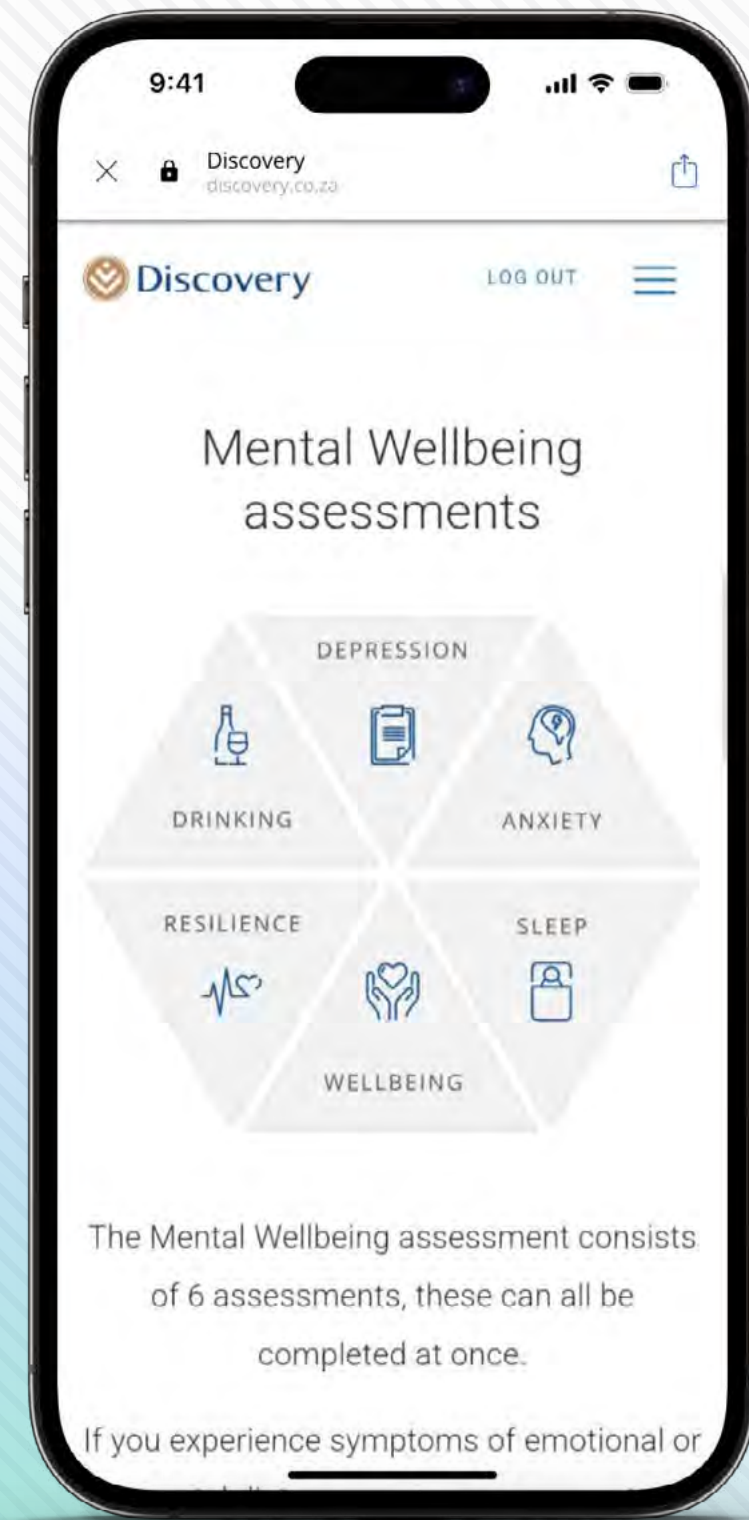 9:41
Discovery
discovery.co.za
Discovery
LOG OUT
Mental Wellbeing
assessments
DEPRESSION
DRINKING
ANXIETY
RESILIENCE
SLEEP
WELLBEING
The Mental Wellbeing assessment consists
of 6 assessments, these can all be
completed at once.
If you experience symptoms of emotional or